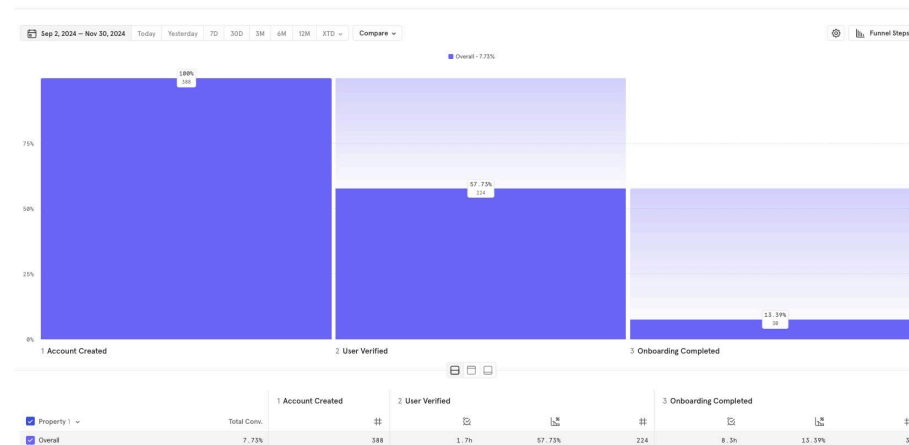 Sep 2, 2024 — Nov 30, 2024 Today Yesterday 7D 30D 3M 6M 12M XTD Compare Funnel Steps
Overall - 7.73%
100%
388
75%
57.73%
224
50%
25%
13.39%
30
0%
1 Account Created 2 User Verified 3 Onboarding Completed
1 Account Created 2 User Verified 3 Onboarding Completed
Property 1 Total Conv. # # #
Overall 7.73% 388 1.7h 57.73% 224 8.3h 13.39% 3